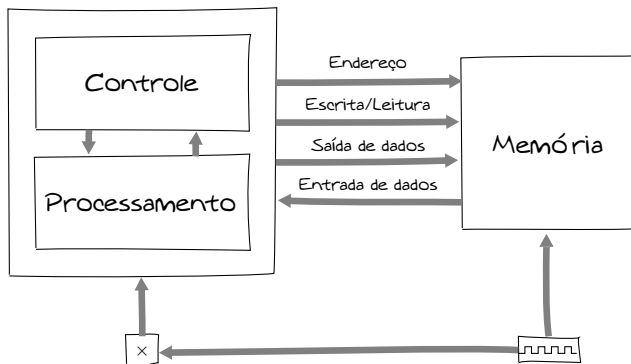 Controle
Processamento
Endereço
Escrita/Leitura
Saída de dados
Entrada de dados
Memória
×